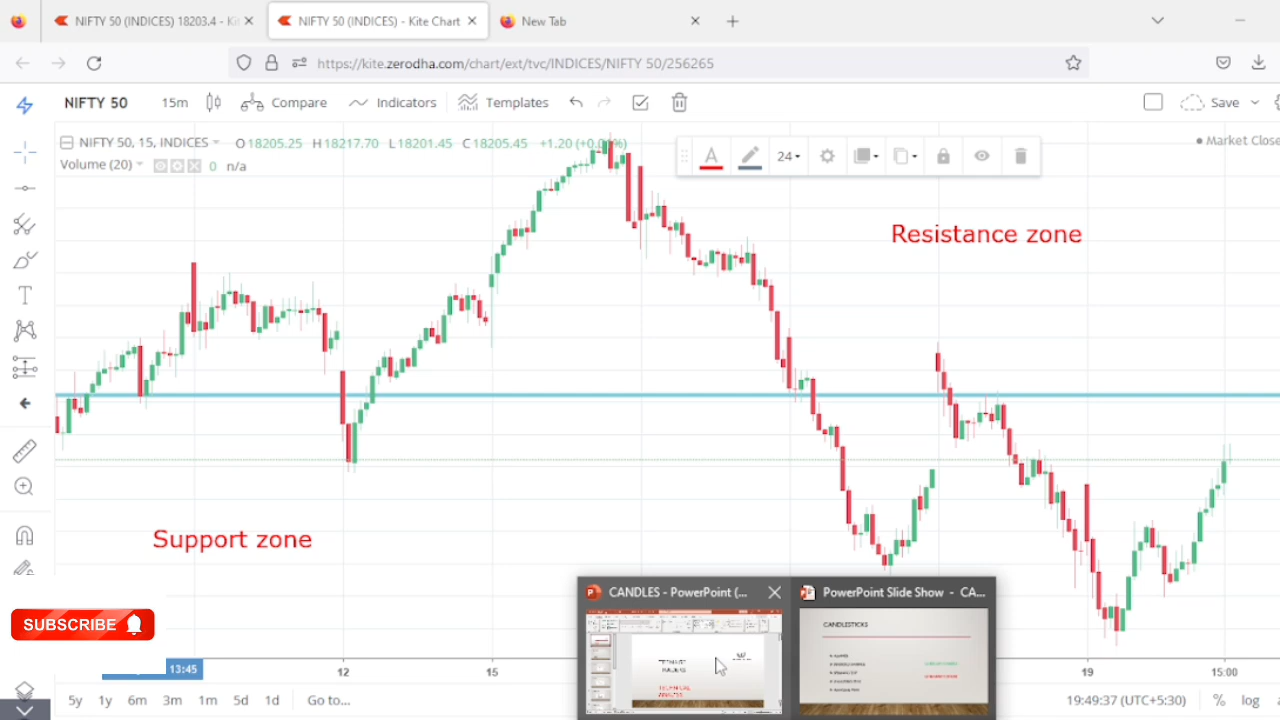 NIFTY 50 (INDICES) 18203.4 - Ki
NIFTY 50 (INDICES) - Kite Chart
New Tab
https://kite.zerodha.com/chart/ext/tvc/INDICES/NIFTY 50/256265
NIFTY 50 15m Compare Indicators Templates Save
NIFTY 50, 15, INDICES O 18205.25 H 18217.70 L 18201.45 C 18205.45 +1.20 (+0.01%)
Market Close
Volume (20) 0 n/a
24
Resistance zone
Support zone
SUBSCRIBE
CANDLES - PowerPoint (...
PowerPoint Slide Show - CA...
CANDLESTICKS
TECHNICAL
ANALYSIS
13:45 12 15 19 15:00
5y 1y 6m 3m 1m 5d 1d Go to...
19:49:37 (UTC+5:30) % log